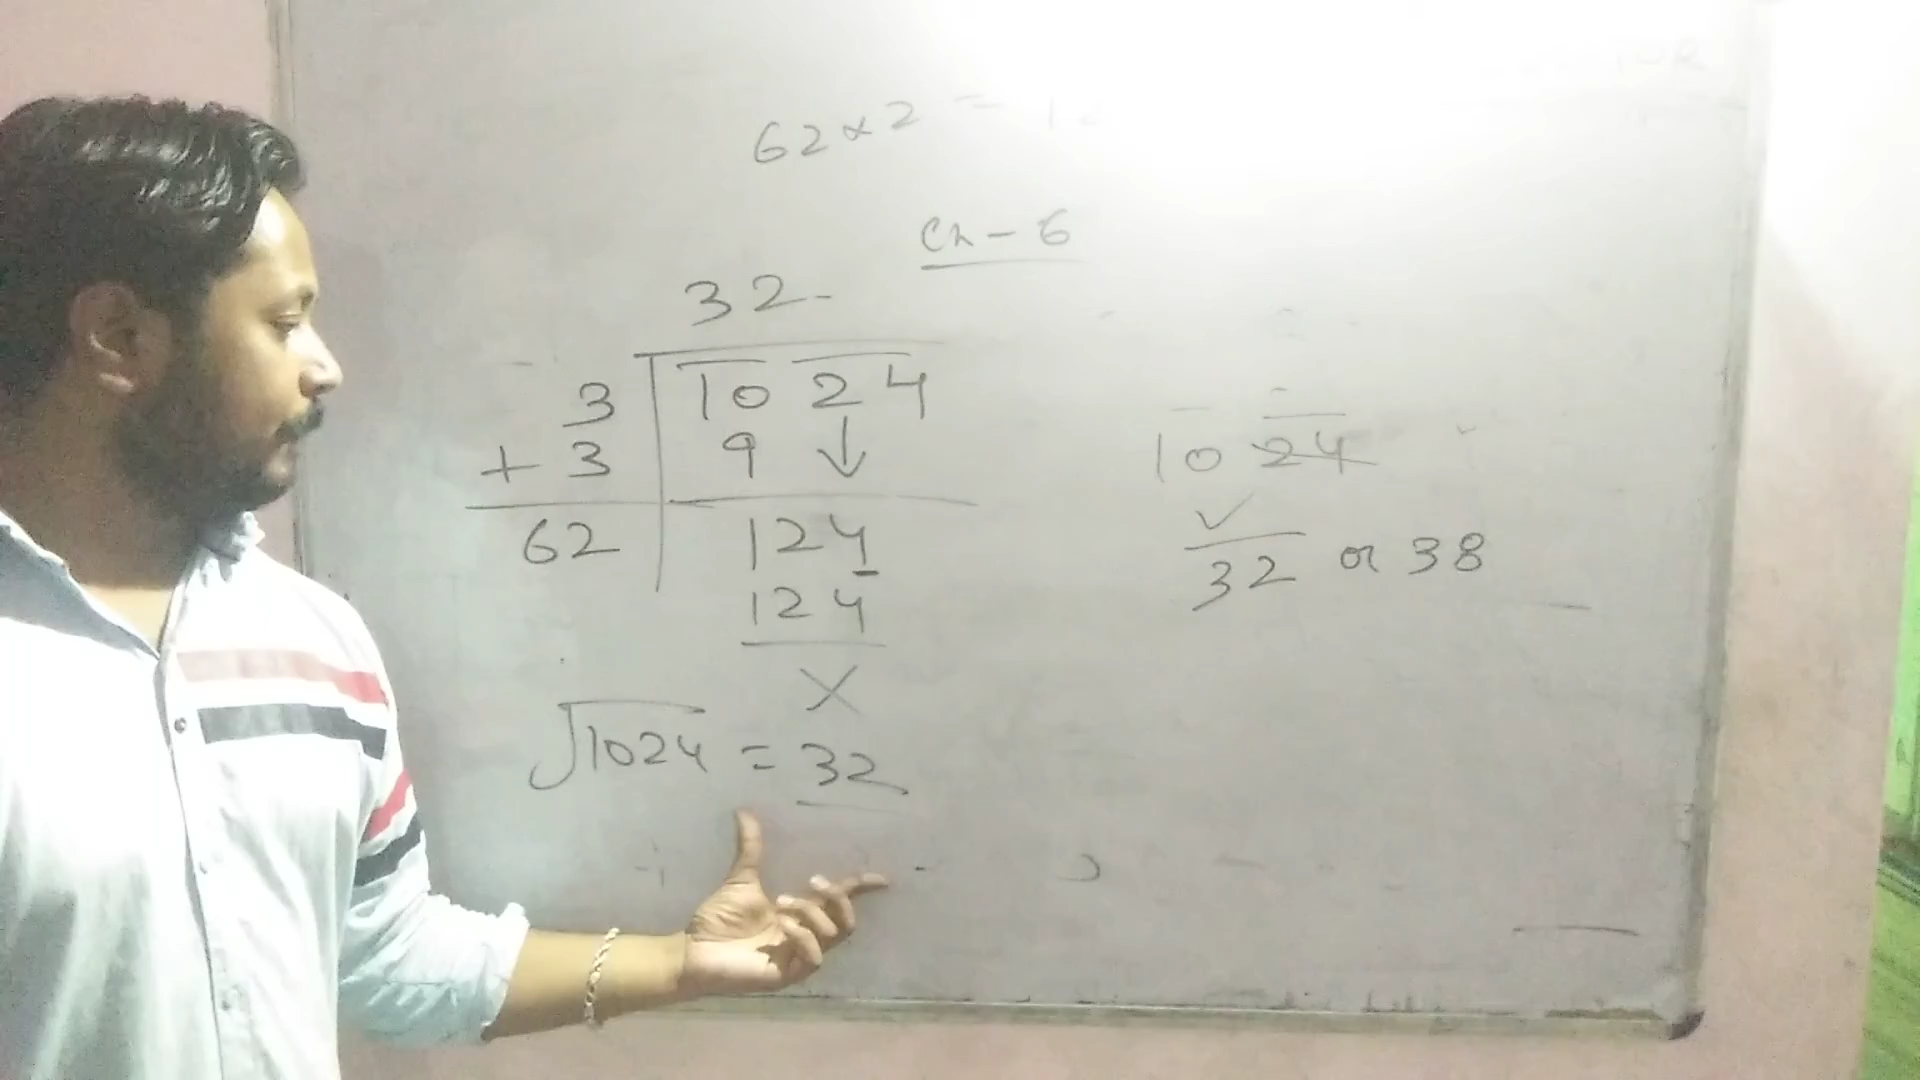 62 x 2 =
Ch - 6
32
3 10 24
+ 3 9 ↓
62 124
124
X
√1024 = 32
10 24
✓
32 or 38